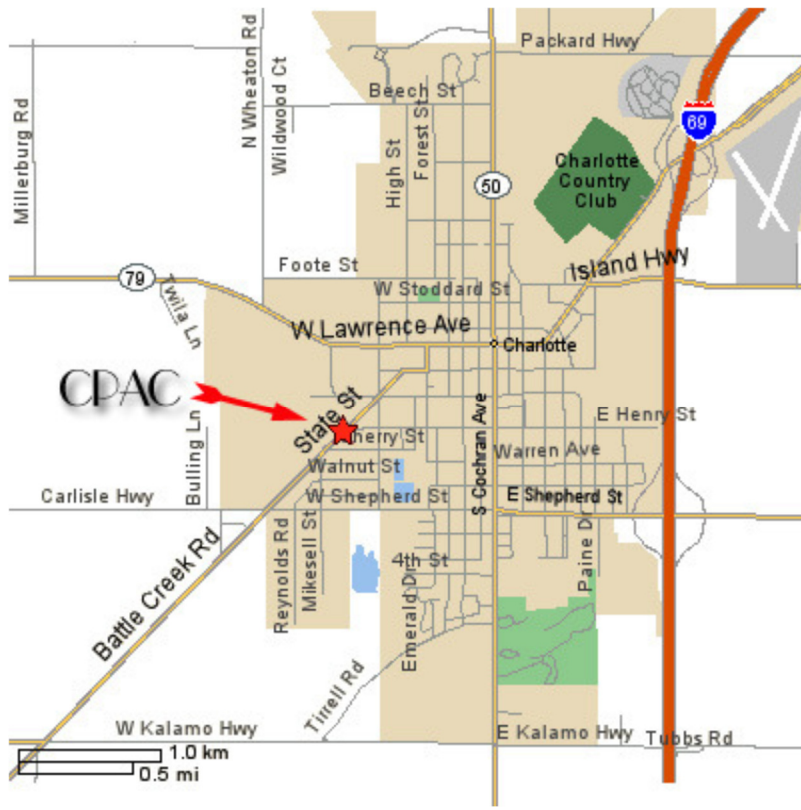 Packard Hwy
N Wheaton Rd
Wildwood Ct
Beech St
Millerburg Rd
High St
Forest St
69
Charlotte
Country
Club
50
Foote St
Island Hwy
79
W Stoddard St
Twila Ln
W Lawrence Ave
Charlotte
CPAC
State St
S Cochran Ave
E Henry St
herry St
Bulling Ln
Warren Ave
Walnut St
Carlisle Hwy
W Shepherd St
E Shepherd St
Paine Dr
Reynolds Rd
Mikesell St
4th St
Battle Creek Rd
Emerald Dr
Tirrell Rd
W Kalamo Hwy
E Kalamo Hwy
Tubbs Rd
1.0 km
0.5 mi